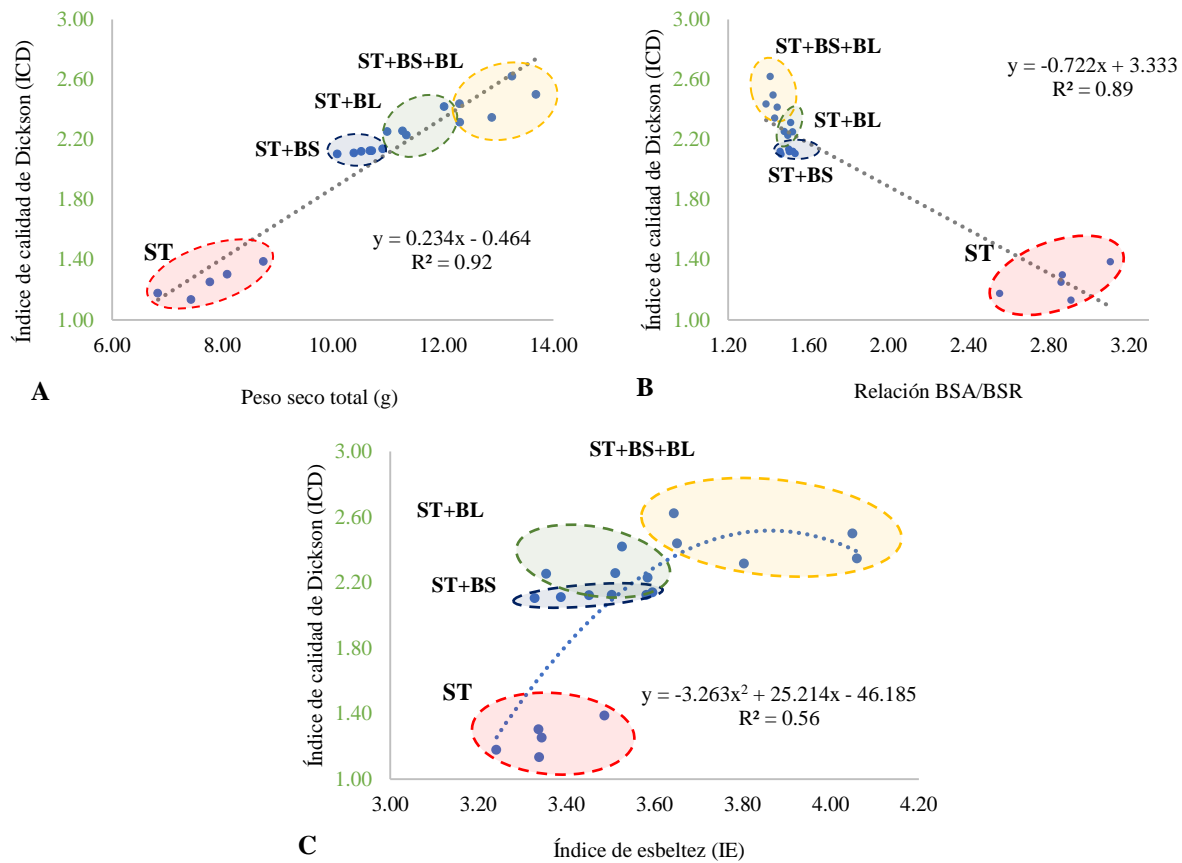 3.00
2.60
2.20
1.80
1.40
1.00
Índice de calidad de Dickson (ICD)
ST+BS+BL
ST+BL
ST+BS
ST
y = 0.234x - 0.464
R² = 0.92
6.00 8.00 10.00 12.00 14.00
A
Peso seco total (g)
3.00
2.60
2.20
1.80
1.40
1.00
Índice de calidad de Dickson (ICD)
ST+BS+BL
y = -0.722x + 3.333
R² = 0.89
ST+BL
ST+BS
ST
1.20 1.60 2.00 2.40 2.80 3.20
B
Relación BSA/BSR
3.00
2.60
2.20
1.80
1.40
1.00
Índice de calidad de Dickson (ICD)
ST+BS+BL
ST+BL
ST+BS
ST
y = -3.263x² + 25.214x - 46.185
R² = 0.56
3.00 3.20 3.40 3.60 3.80 4.00 4.20
C
Índice de esbeltez (IE)